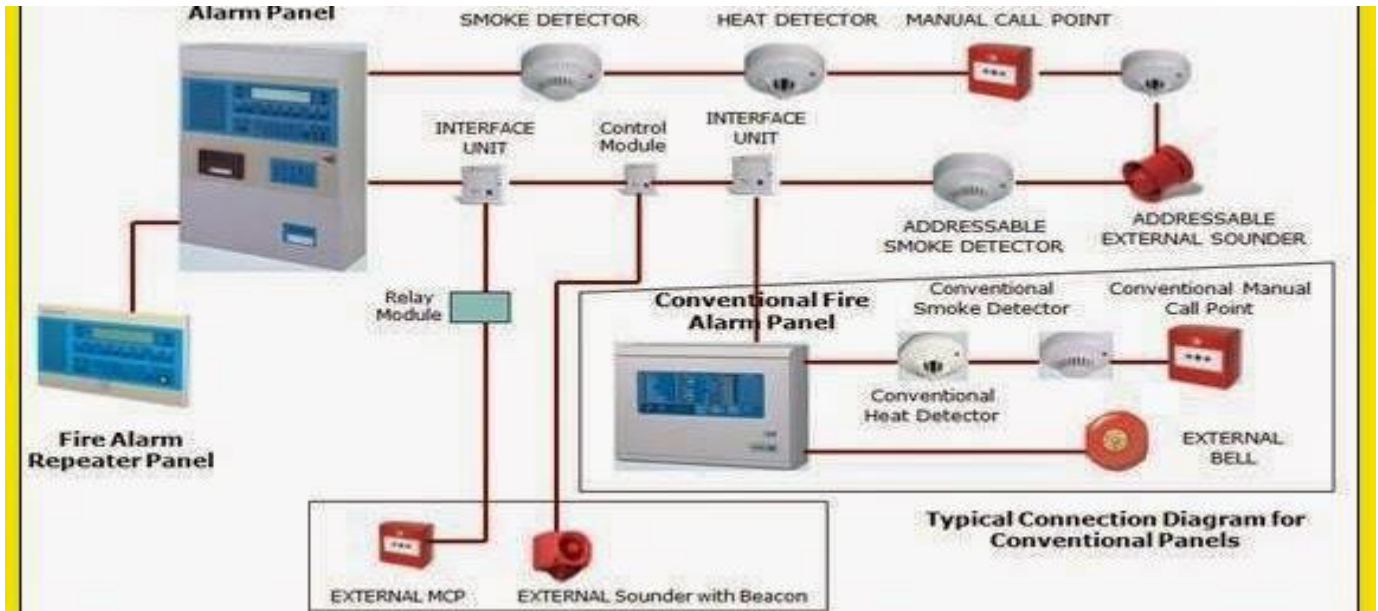 Alarm Panel
SMOKE DETECTOR
HEAT DETECTOR
MANUAL CALL POINT
INTERFACE
UNIT
Control
Module
INTERFACE
UNIT
ADDRESSABLE
SMOKE DETECTOR
ADDRESSABLE
EXTERNAL SOUNDER
Relay
Module
Conventional Fire
Alarm Panel
Conventional
Smoke Detector
Conventional Manual
Call Point
Conventional
Heat Detector
EXTERNAL
BELL
Fire Alarm
Repeater Panel
Typical Connection Diagram for
Conventional Panels
EXTERNAL MCP
EXTERNAL Sounder with Beacon